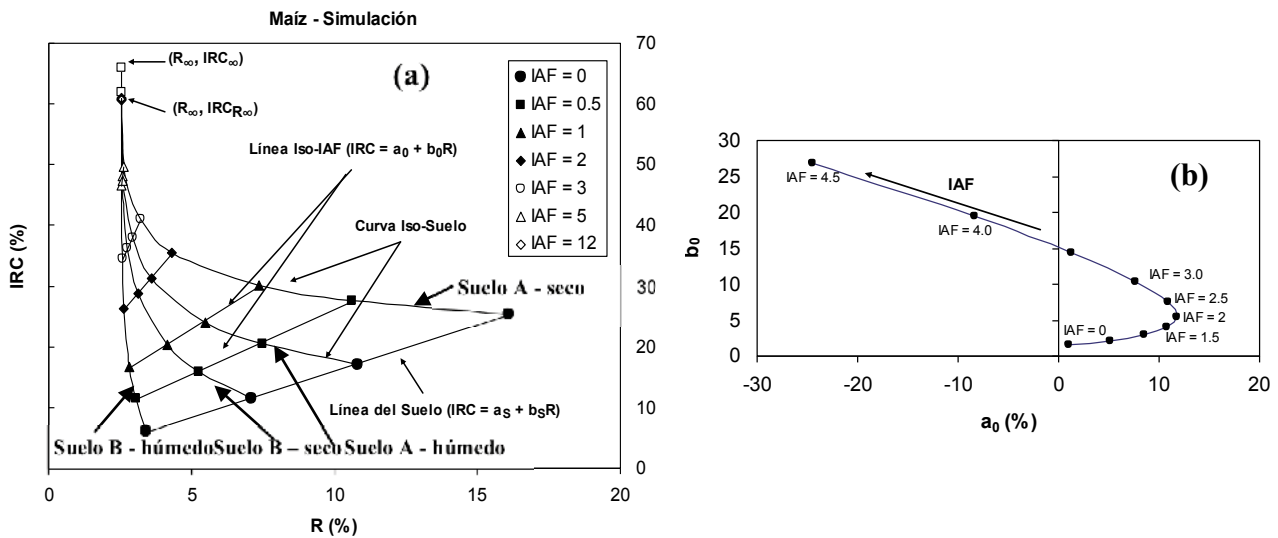 Maíz - Simulación
70
60
50
40
30
20
10
0
IRC (%)
(R∞, IRC∞)
(R∞, IRCR∞)
(a)
IAF = 0
IAF = 0.5
IAF = 1
IAF = 2
IAF = 3
IAF = 5
IAF = 12
Línea Iso-IAF (IRC = a0 + b0R)
Curva Iso-Suelo
Suelo A - seco
Línea del Suelo (IRC = aS + bSR)
Suelo B - húmedo
Suelo B – seco
Suelo A - húmedo
0 5 10 15 20
R (%)
30
25
20
15
10
5
0
b0
(b)
IAF
IAF = 4.5
IAF = 4.0
IAF = 3.0
IAF = 2.5
IAF = 2
IAF = 1.5
IAF = 0
-30 -20 -10 0 10 20
a0 (%)